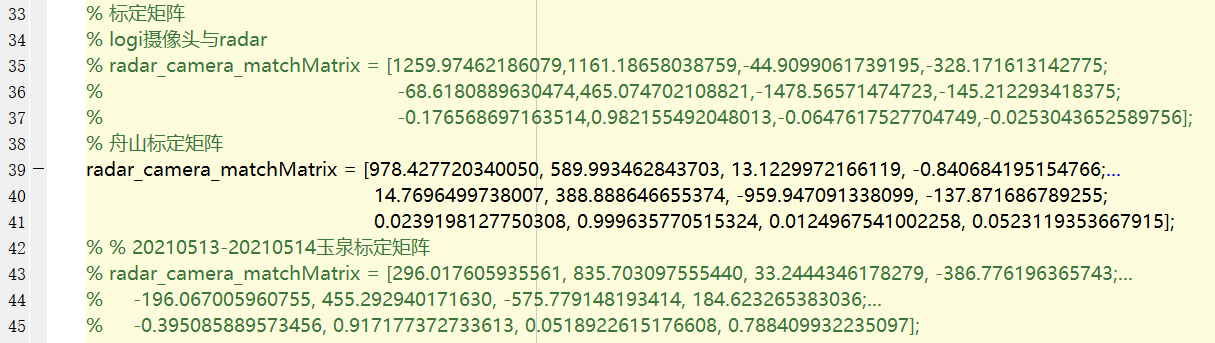 33 % 标定矩阵
34 % logi摄像头与radar
35 % radar_camera_matchMatrix = [1259.97462186079,1161.18658038759,-44.9099061739195,-328.171613142775;
36 % -68.6180889630474,465.074702108821,-1478.56571474723,-145.212293418375;
37 % -0.176568697163514,0.982155492048013,-0.0647617527704749,-0.0253043652589756];
38 % 舟山标定矩阵
39 radar_camera_matchMatrix = [978.427720340050, 589.993462843703, 13.1229972166119, -0.840684195154766;...
40 14.7696499738007, 388.888646655374, -959.947091338099, -137.871686789255;
41 0.0239198127750308, 0.999635770515324, 0.0124967541002258, 0.0523119353667915];
42 % % 20210513-20210514玉泉标定矩阵
43 % radar_camera_matchMatrix = [296.017605935561, 835.703097555440, 33.2444346178279, -386.776196365743;...
44 % -196.067005960755, 455.292940171630, -575.779148193414, 184.623265383036;...
45 % -0.395085889573456, 0.917177372733613, 0.0518922615176608, 0.788409932235097];